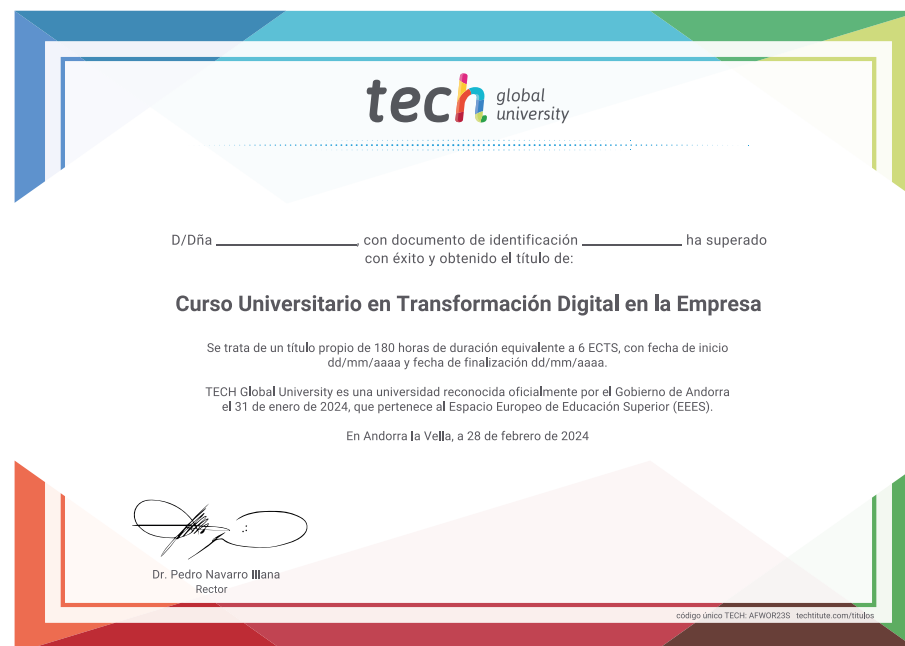 tech global
university
D/Dña ____________, con documento de identificación ____________ ha superado
con éxito y obtenido el título de:
Curso Universitario en Transformación Digital en la Empresa
Se trata de un título propio de 180 horas de duración equivalente a 6 ECTS, con fecha de inicio
dd/mm/aaaa y fecha de finalización dd/mm/aaaa.
TECH Global University es una universidad reconocida oficialmente por el Gobierno de Andorra
el 31 de enero de 2024, que pertenece al Espacio Europeo de Educación Superior (EEES).
En Andorra la Vella, a 28 de febrero de 2024
Dr. Pedro Navarro Illana
Rector
código único TECH: AFWOR23S techtitute.com/titulos